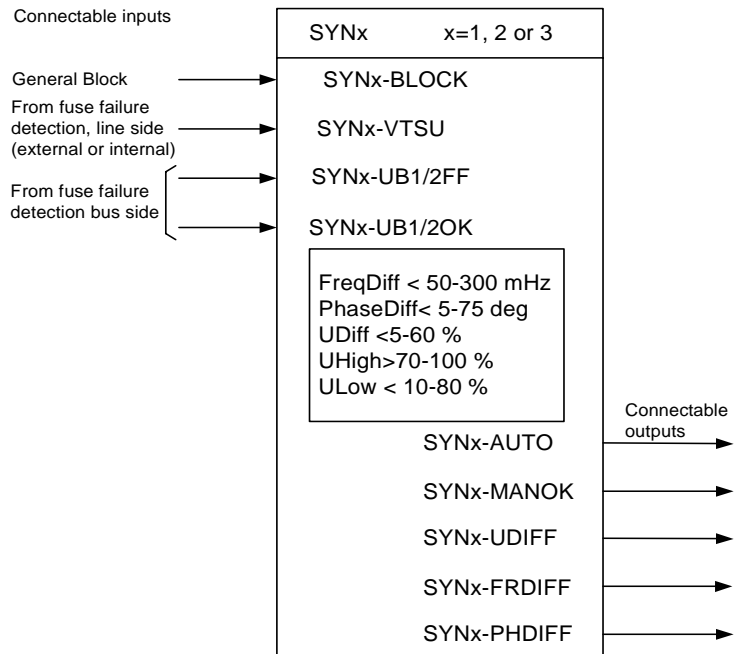 Connectable inputs
SYNx x=1, 2 or 3
General Block
SYNx-BLOCK
From fuse failure
detection, line side
(external or internal)
SYNx-VTSU
SYNx-UB1/2FF
From fuse failure
detection bus side
SYNx-UB1/2OK
FreqDiff < 50-300 mHz
PhaseDiff< 5-75 deg
UDiff <5-60 %
UHigh>70-100 %
ULow < 10-80 %
Connectable
outputs
SYNx-AUTO
SYNx-MANOK
SYNx-UDIFF
SYNx-FRDIFF
SYNx-PHDIFF